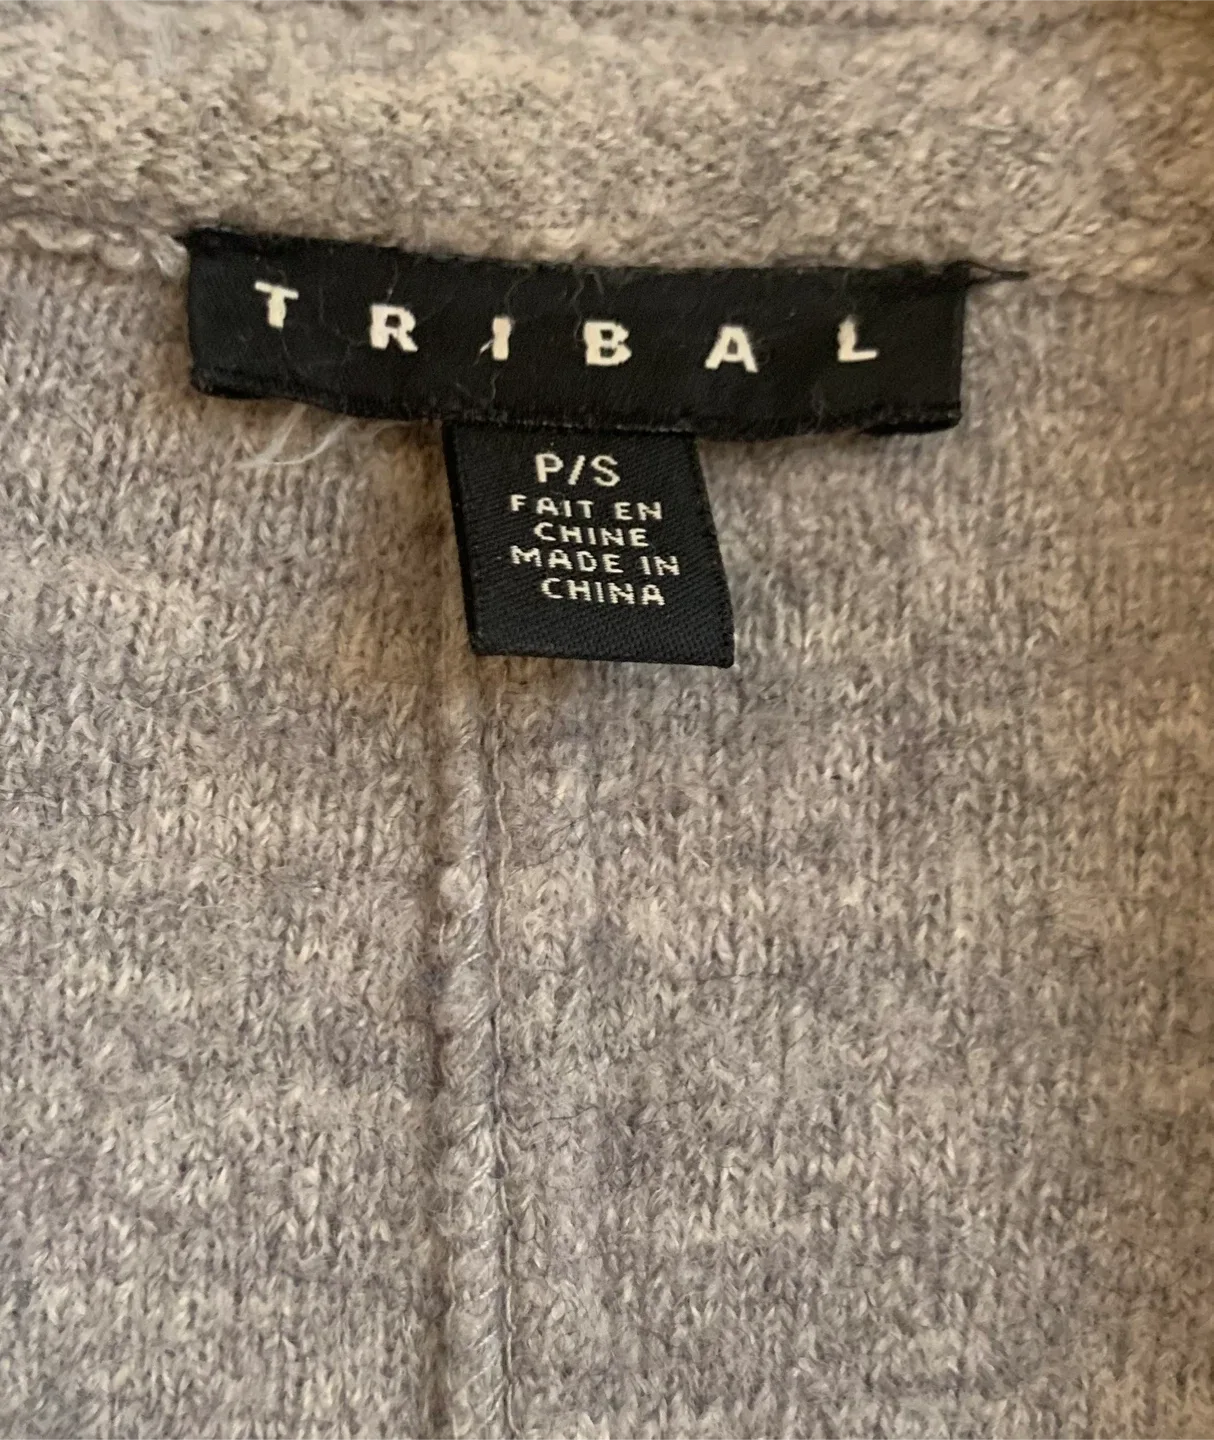 TRIBAL
P/S
FAIT EN
CHINE
MADE IN
CHINA